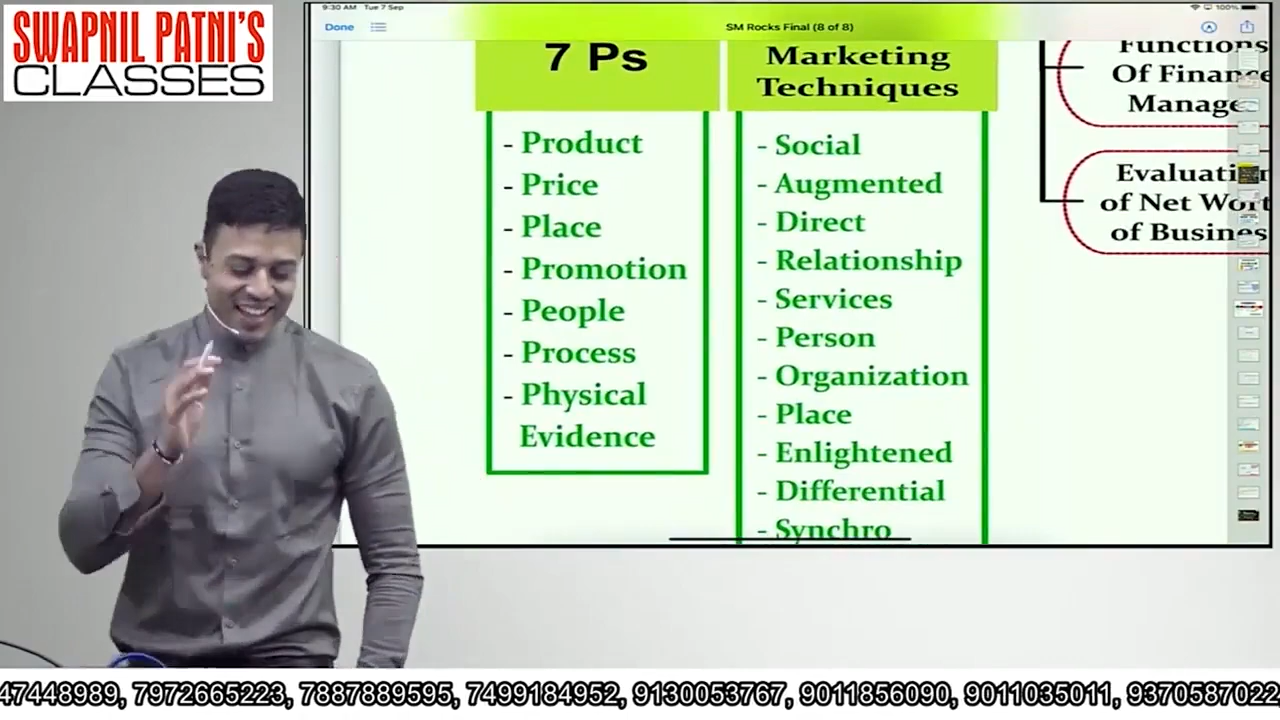 SWAPNIL PATNI'S
CLASSES
9:30 AM Tue 7 Sep
100%
Done
SM Rocks Final (8 of 8)
7 Ps
- Product
- Price
- Place
- Promotion
- People
- Process
- Physical
Evidence
Marketing
Techniques
- Social
- Augmented
- Direct
- Relationship
- Services
- Person
- Organization
- Place
- Enlightened
- Differential
- Synchro
Functions
Of Finance
Evaluati
of Net Wort
of Busines
47448989, 7972665223, 7887889595, 7499184952, 9130053767, 9011856090, 9011035011, 9370587022,